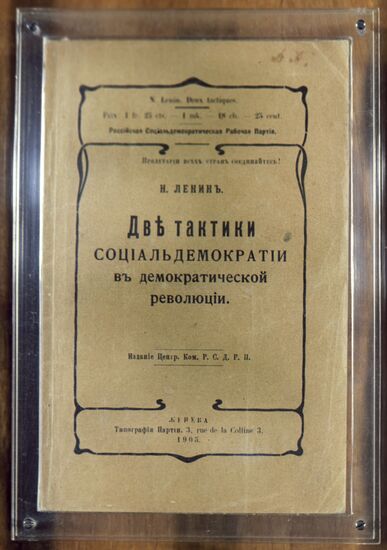 N. Lenin. Deux tactiques.
Prix 1 fr. 25 cts. — 1 mk. — 1 sh. — 25 cent.
Россійская Соціальдемократическая Рабочая Партія.
Пролетаріи всѣхъ странъ соединяйтесь!
Н. ЛЕНИНЪ.
Двѣ тактики
СОЦІАЛЬДЕМОКРАТІИ
въ демократической
революціи.
Изданіе Центр. Ком. Р. С. Д. Р. П.
ЖЕНЕВА
Типографія Партіи. 3, rue de la Colline 3.
1905.